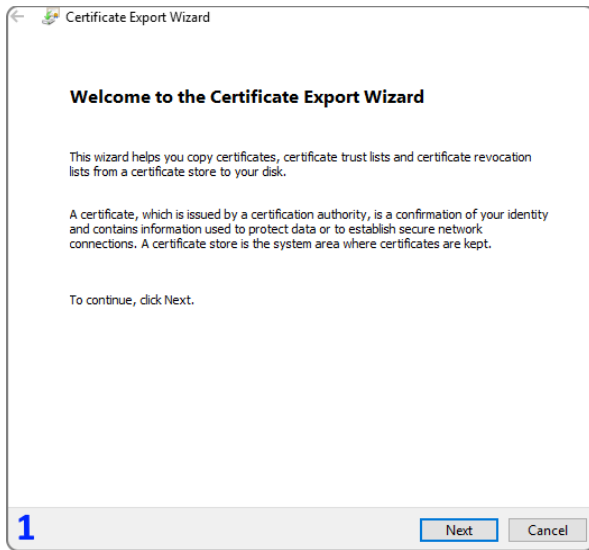 Certificate Export Wizard
Welcome to the Certificate Export Wizard
This wizard helps you copy certificates, certificate trust lists and certificate revocation
lists from a certificate store to your disk.
A certificate, which is issued by a certification authority, is a confirmation of your identity
and contains information used to protect data or to establish secure network
connections. A certificate store is the system area where certificates are kept.
To continue, click Next.
1
Next Cancel